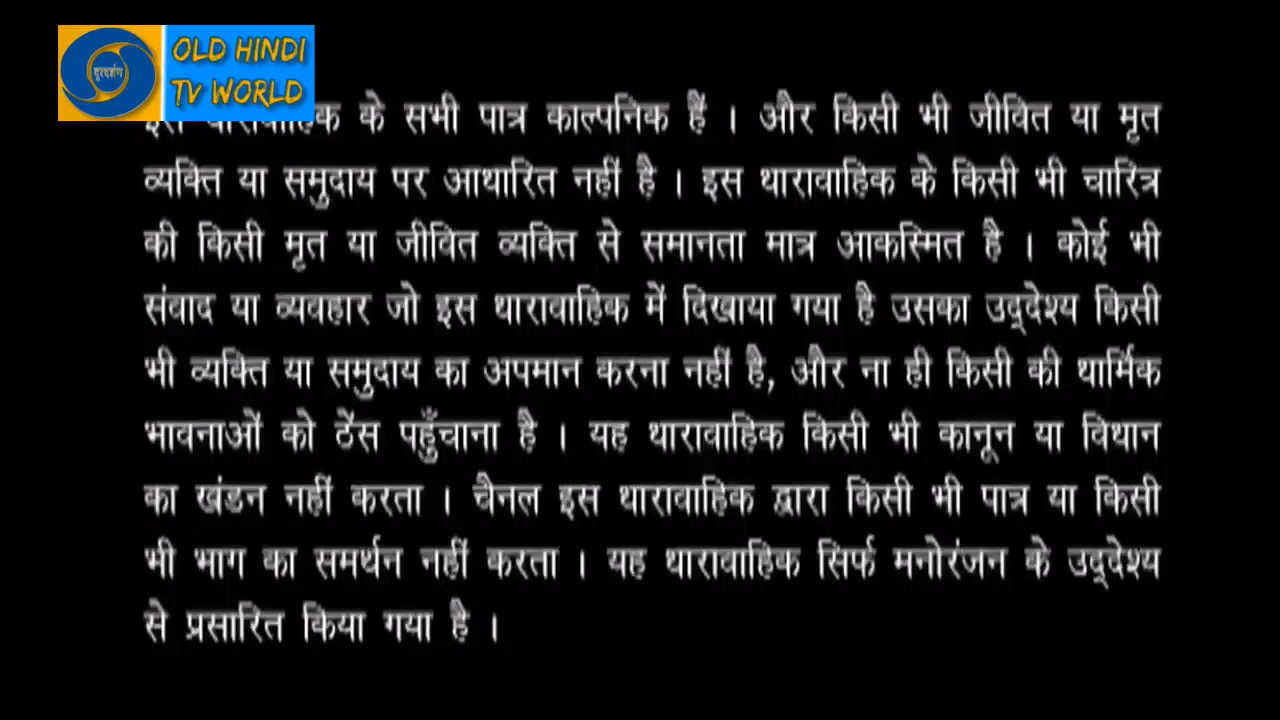 दूरदर्शन
OLD HINDI
TV WORLD
के सभी पात्र काल्पनिक हैं । और किसी भी जीवित या मृत
व्यक्ति या समुदाय पर आधारित नहीं है । इस धारावाहिक के किसी भी चारित्र
की किसी मृत या जीवित व्यक्ति से समानता मात्र आकस्मित है । कोई भी
संवाद या व्यवहार जो इस धारावाहिक में दिखाया गया है उसका उद्देश्य किसी
भी व्यक्ति या समुदाय का अपमान करना नहीं है, और ना ही किसी की धार्मिक
भावनाओं को ठेंस पहुँचाना है । यह धारावाहिक किसी भी कानून या विधान
का खंडन नहीं करता । चैनल इस धारावाहिक द्वारा किसी भी पात्र या किसी
भी भाग का समर्थन नहीं करता । यह धारावाहिक सिर्फ मनोरंजन के उद्देश्य
से प्रसारित किया गया है ।